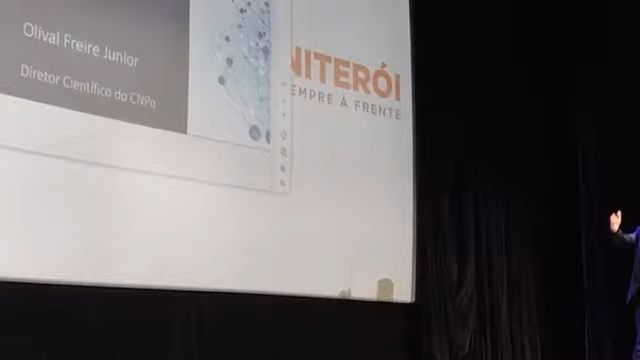 Olival Freire Junior
Diretor Científico do CNPq
NITERÓI
EMPRE À FRENTE